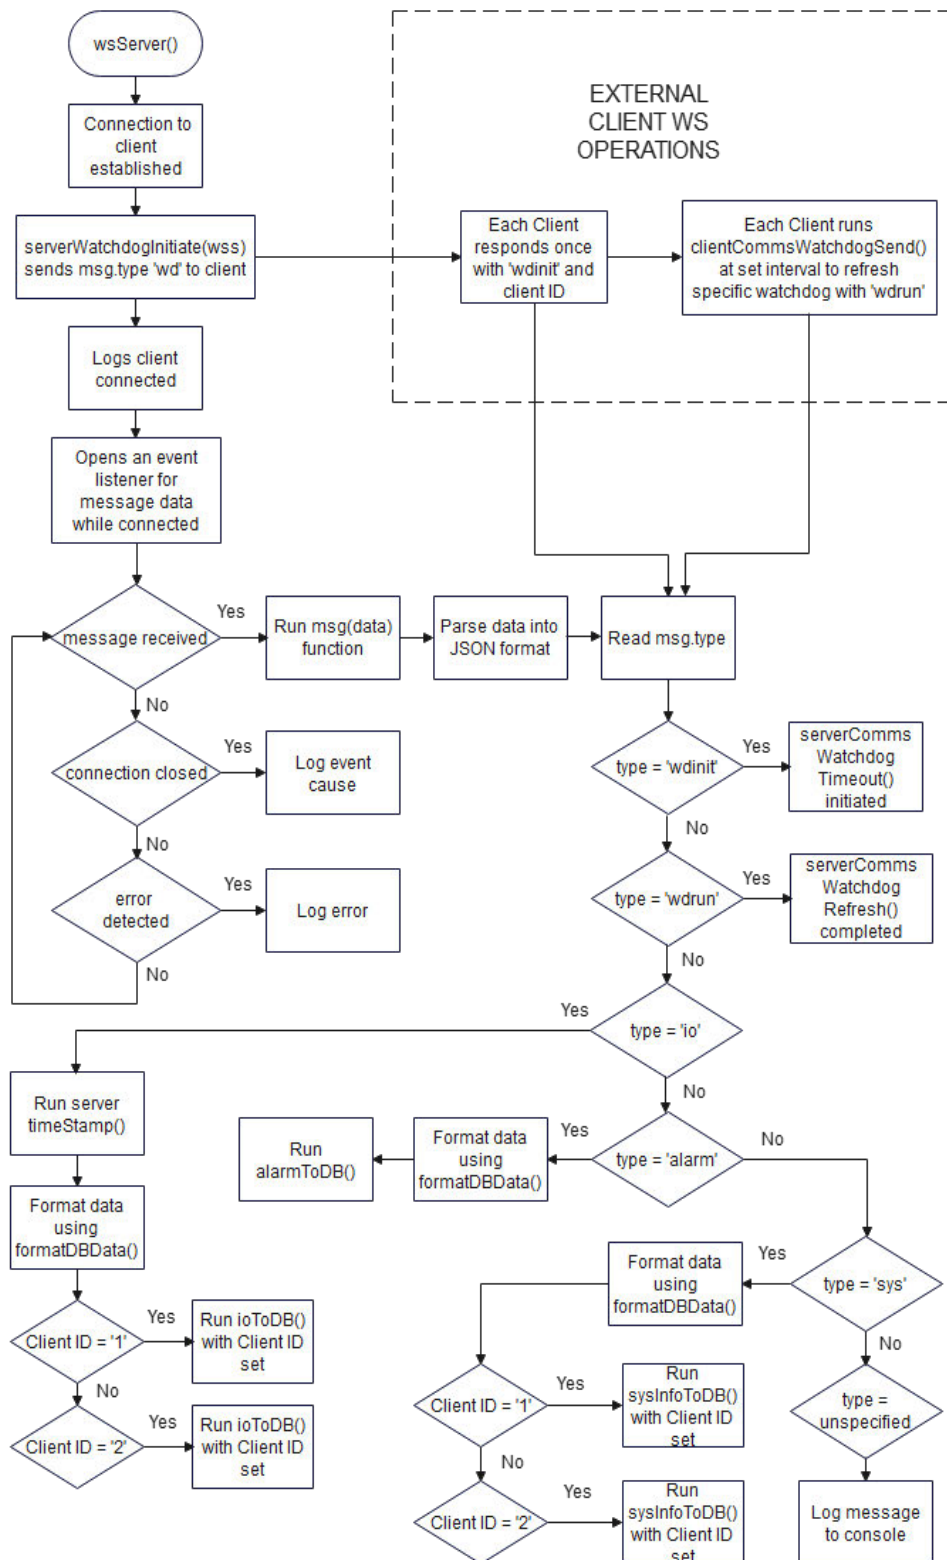 wsServer()
EXTERNAL
CLIENT WS
OPERATIONS
Connection to
client
established
serverWatchdogInitiate(wss)
sends msg.type 'wd' to client
Each Client
responds once
with 'wdinit' and
client ID
Each Client runs
clientCommsWatchdogSend()
at set interval to refresh
specific watchdog with 'wdrun'
Logs client
connected
Opens an event
listener for
message data
while connected
message received
Yes
Run msg(data)
function
Parse data into
JSON format
Read msg.type
No
connection closed
Yes
Log event
cause
No
error
detected
Yes
Log error
No
type = 'wdinit'
Yes
serverComms
Watchdog
Timeout()
initiated
No
type = 'wdrun'
Yes
serverComms
Watchdog
Refresh()
completed
No
type = 'io'
Yes
No
Run server
timeStamp()
Format data
using
formatDBData()
Client ID = '1'
Yes
Run ioToDB()
with Client ID
set
No
Client ID = '2'
Yes
Run ioToDB()
with Client ID
set
type = 'alarm'
Yes
Format data
using
formatDBData()
Run
alarmToDB()
No
type = 'sys'
Yes
Format data
using
formatDBData()
Client ID = '1'
Yes
Run
sysInfoToDB()
with Client ID
set
No
Client ID = '2'
Yes
Run
sysInfoToDB()
with Client ID
set
No
type =
unspecified
Log message
to console